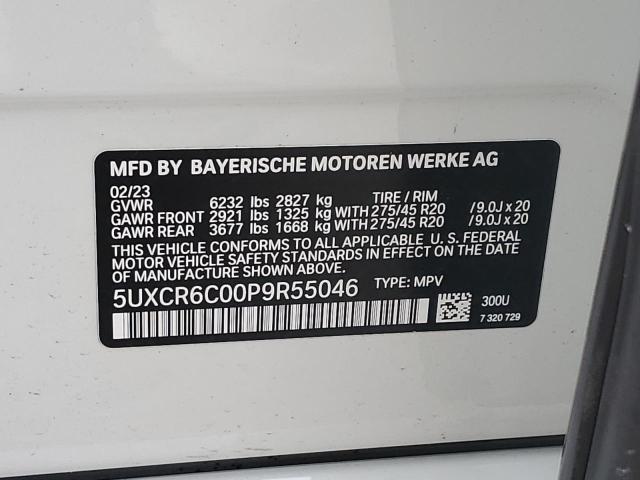 MFD BY BAYERISCHE MOTOREN WERKE AG
02/23
GVWR 6232 lbs 2827 kg TIRE / RIM
GAWR FRONT 2921 lbs 1325 kg WITH 275/45 R20 / 9.0J x 20
GAWR REAR 3677 lbs 1668 kg WITH 275/45 R20 / 9.0J x 20
THIS VEHICLE CONFORMS TO ALL APPLICABLE U. S. FEDERAL
MOTOR VEHICLE SAFETY STANDARDS IN EFFECT ON THE DATE
OF MANUFACTURE SHOWN ABOVE.
5UXCR6C00P9R55046 TYPE: MPV
300U
7 320 729